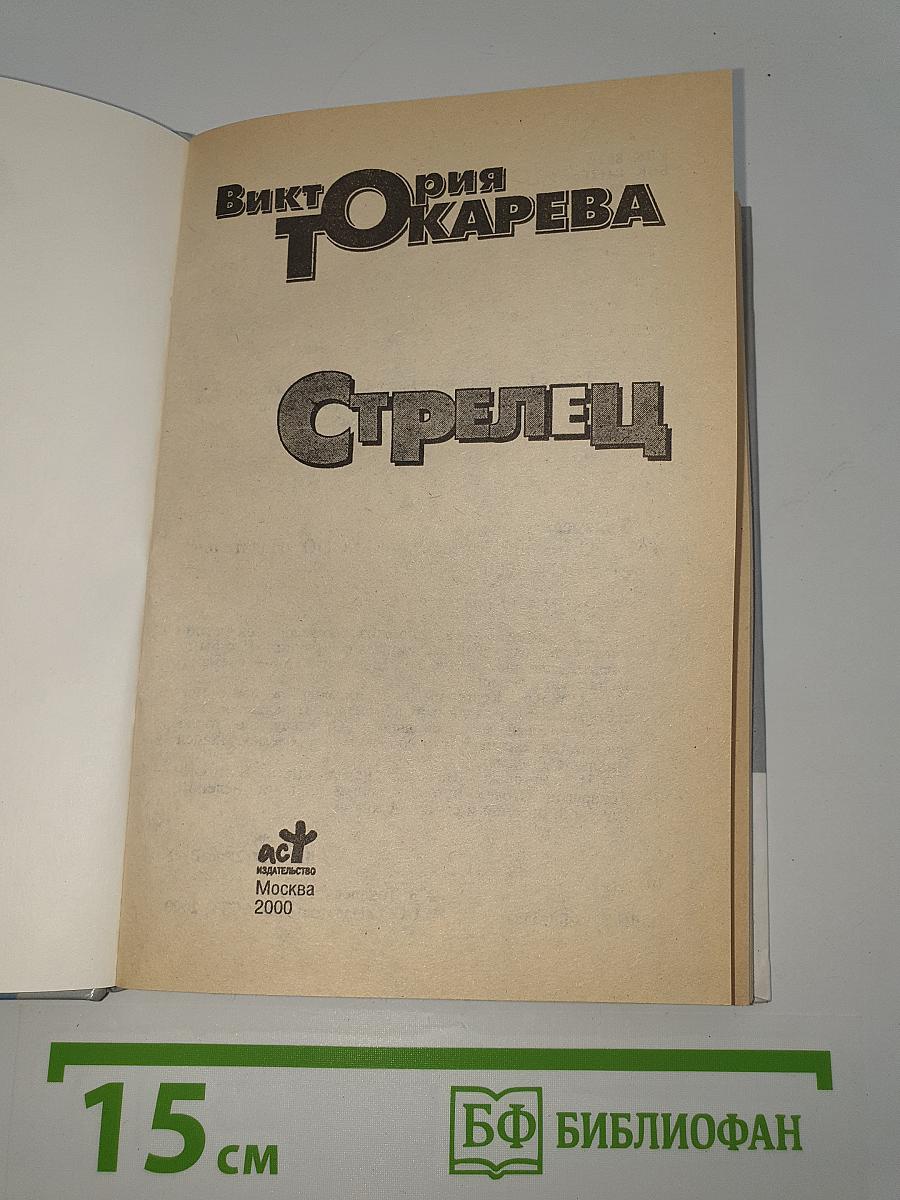 Виктория
Токарева
Стрелец
аст
издательство
Москва
2000
15 см
БФ БИБЛИОФАН